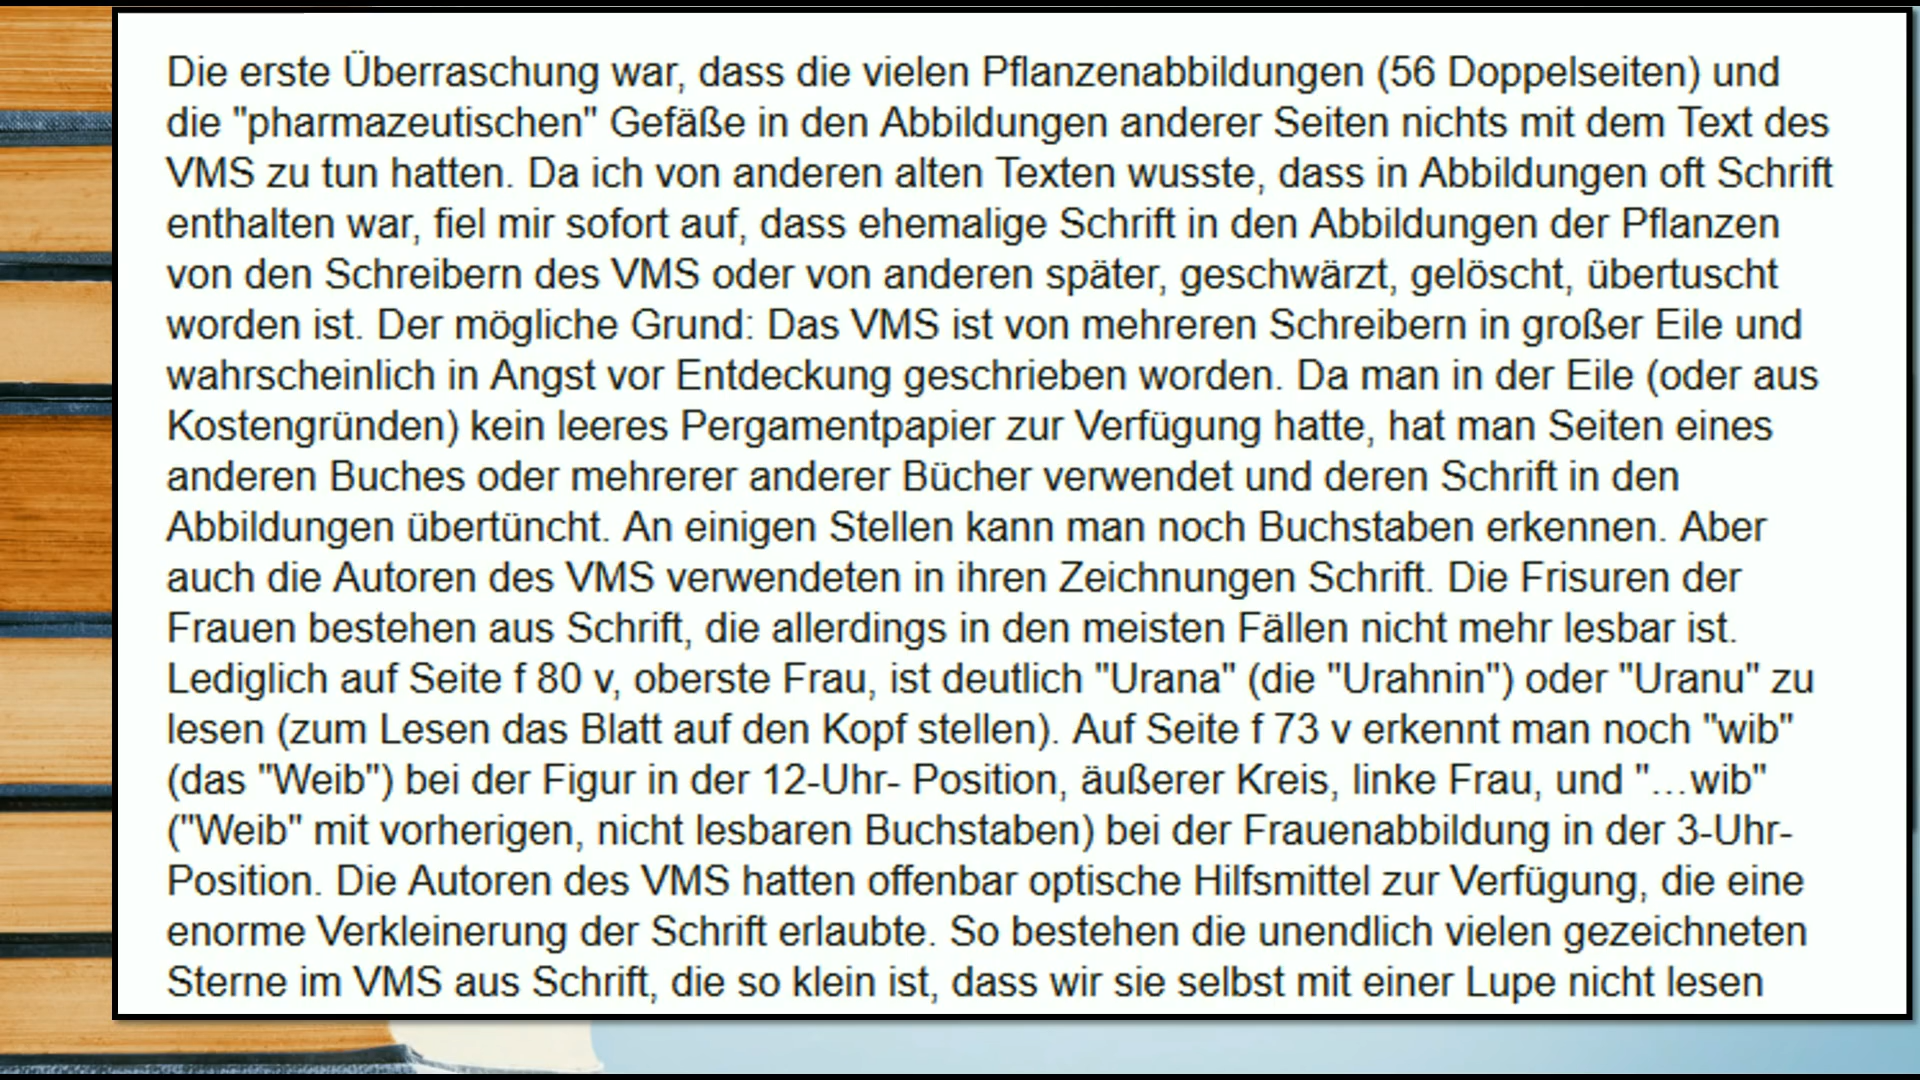 Die erste Überraschung war, dass die vielen Pflanzenabbildungen (56 Doppelseiten) und
die "pharmazeutischen" Gefäße in den Abbildungen anderer Seiten nichts mit dem Text des
VMS zu tun hatten. Da ich von anderen alten Texten wusste, dass in Abbildungen oft Schrift
enthalten war, fiel mir sofort auf, dass ehemalige Schrift in den Abbildungen der Pflanzen
von den Schreibern des VMS oder von anderen später, geschwärzt, gelöscht, übertuscht
worden ist. Der mögliche Grund: Das VMS ist von mehreren Schreibern in großer Eile und
wahrscheinlich in Angst vor Entdeckung geschrieben worden. Da man in der Eile (oder aus
Kostengründen) kein leeres Pergamentpapier zur Verfügung hatte, hat man Seiten eines
anderen Buches oder mehrerer anderer Bücher verwendet und deren Schrift in den
Abbildungen übertüncht. An einigen Stellen kann man noch Buchstaben erkennen. Aber
auch die Autoren des VMS verwendeten in ihren Zeichnungen Schrift. Die Frisuren der
Frauen bestehen aus Schrift, die allerdings in den meisten Fällen nicht mehr lesbar ist.
Lediglich auf Seite f 80 v, oberste Frau, ist deutlich "Urana" (die "Urahnin") oder "Uranu" zu
lesen (zum Lesen das Blatt auf den Kopf stellen). Auf Seite f 73 v erkennt man noch "wib"
(das "Weib") bei der Figur in der 12-Uhr- Position, äußerer Kreis, linke Frau, und "...wib"
("Weib" mit vorherigen, nicht lesbaren Buchstaben) bei der Frauenabbildung in der 3-Uhr-
Position. Die Autoren des VMS hatten offenbar optische Hilfsmittel zur Verfügung, die eine
enorme Verkleinerung der Schrift erlaubte. So bestehen die unendlich vielen gezeichneten
Sterne im VMS aus Schrift, die so klein ist, dass wir sie selbst mit einer Lupe nicht lesen